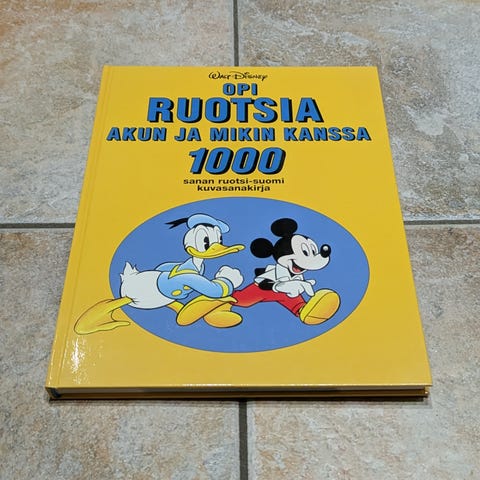 Walt Disney
OPI
RUOTSIA
AKUN JA MIKIN KANSSA
1000
sanan ruotsi-suomi
kuvasanakirja